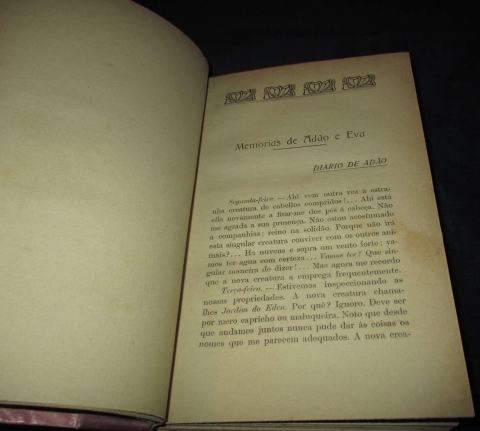 Memorias de Adão e Eva
DIARIO DE ADÃO
Segunda-feira. — Ahi vem outra vez a estra-
nha creatura de cabellos compridos!... Ahi está
ella novamente a fitar-me dos pés á cabeça. Não
me agrada a sua presença. Não estou acostumado
a companhias; reino na solidão. Porque não irá
esta singular creatura conviver com os outros ani-
maes?... Ha nuvens e sopra um vento forte; va-
mos ter agua com certeza... Vamos ter? Que sin-
gular maneira de dizer!... Mas agora me recordo
que a nova creatura a emprega frequentemente.
Terça-feira. — Estivemos inspeccionando as
nossas propriedades. A nova creatura chama-
lhes Jardim do Eden. Por quê? Ignoro. Deve ser
por mero capricho ou maluqueira. Noto que desde
que andamos juntos nunca pude dar ás coisas os
nomes que me parecem adequados. A nova crea-